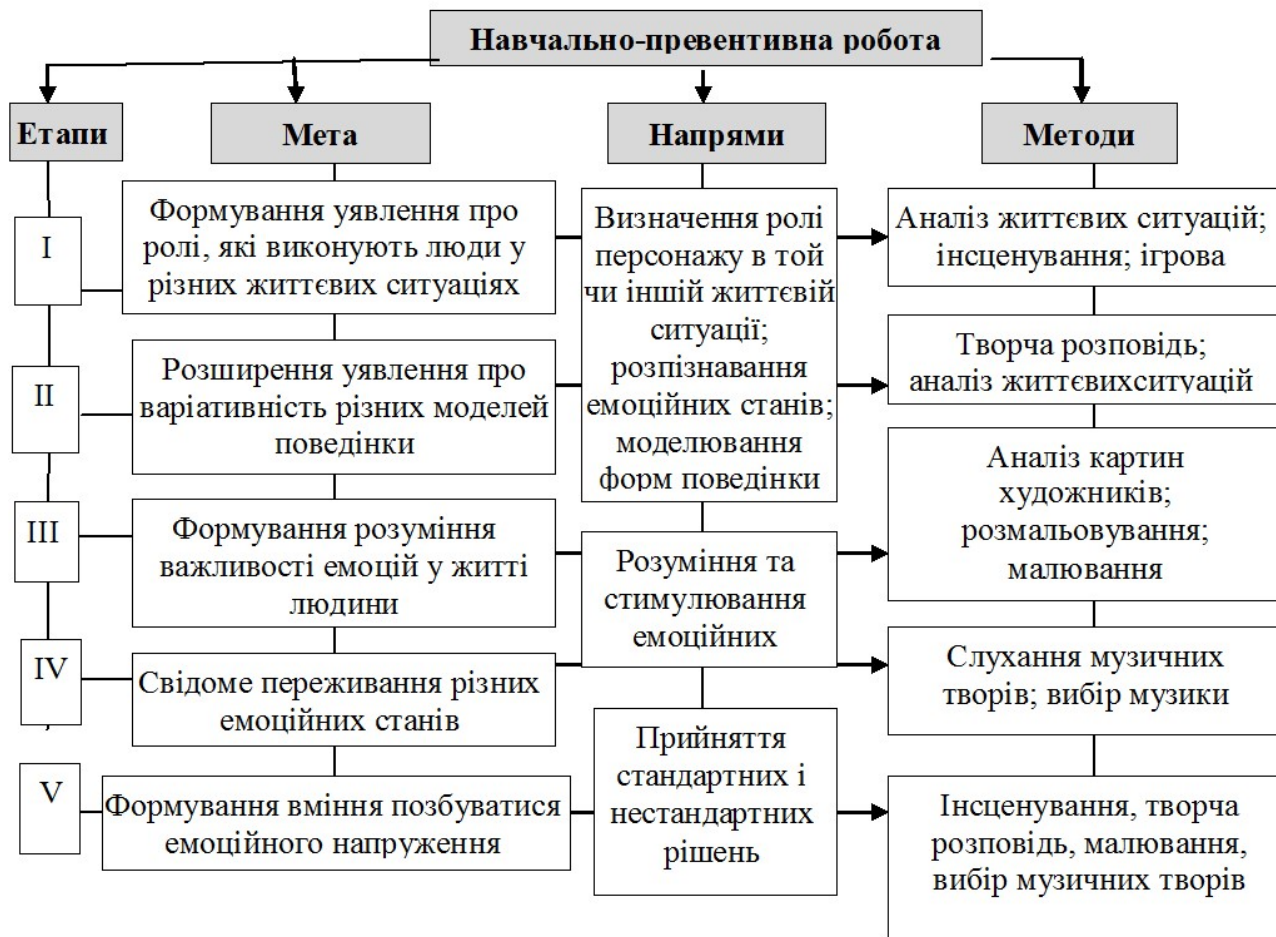 Навчально-превентивна робота
Етапи
Мета
Напрями
Методи
I
Формування уявлення про
ролі, які виконують люди у
різних життєвих ситуаціях
Визначення ролі
персонажу в той
чи іншій життєвій
ситуації;
розпізнавання
емоційних станів;
моделювання
форм поведінки
Аналіз життєвих ситуацій;
інсценування; ігрова
II
Розширення уявлення про
варіативність різних моделей
поведінки
Творча розповідь;
аналіз життєвихситуацій
III
Формування розуміння
важливості емоцій у житті
людини
Розуміння та
стимулювання
емоційних
Аналіз картин
художників;
розмальовування;
малювання
IV
Свідоме переживання різних
емоційних станів
Слухання музичних
творів; вибір музики
V
Формування вміння позбуватися
емоційного напруження
Прийняття
стандартних і
нестандартних
рішень
Інсценування, творча
розповідь, малювання,
вибір музичних творів